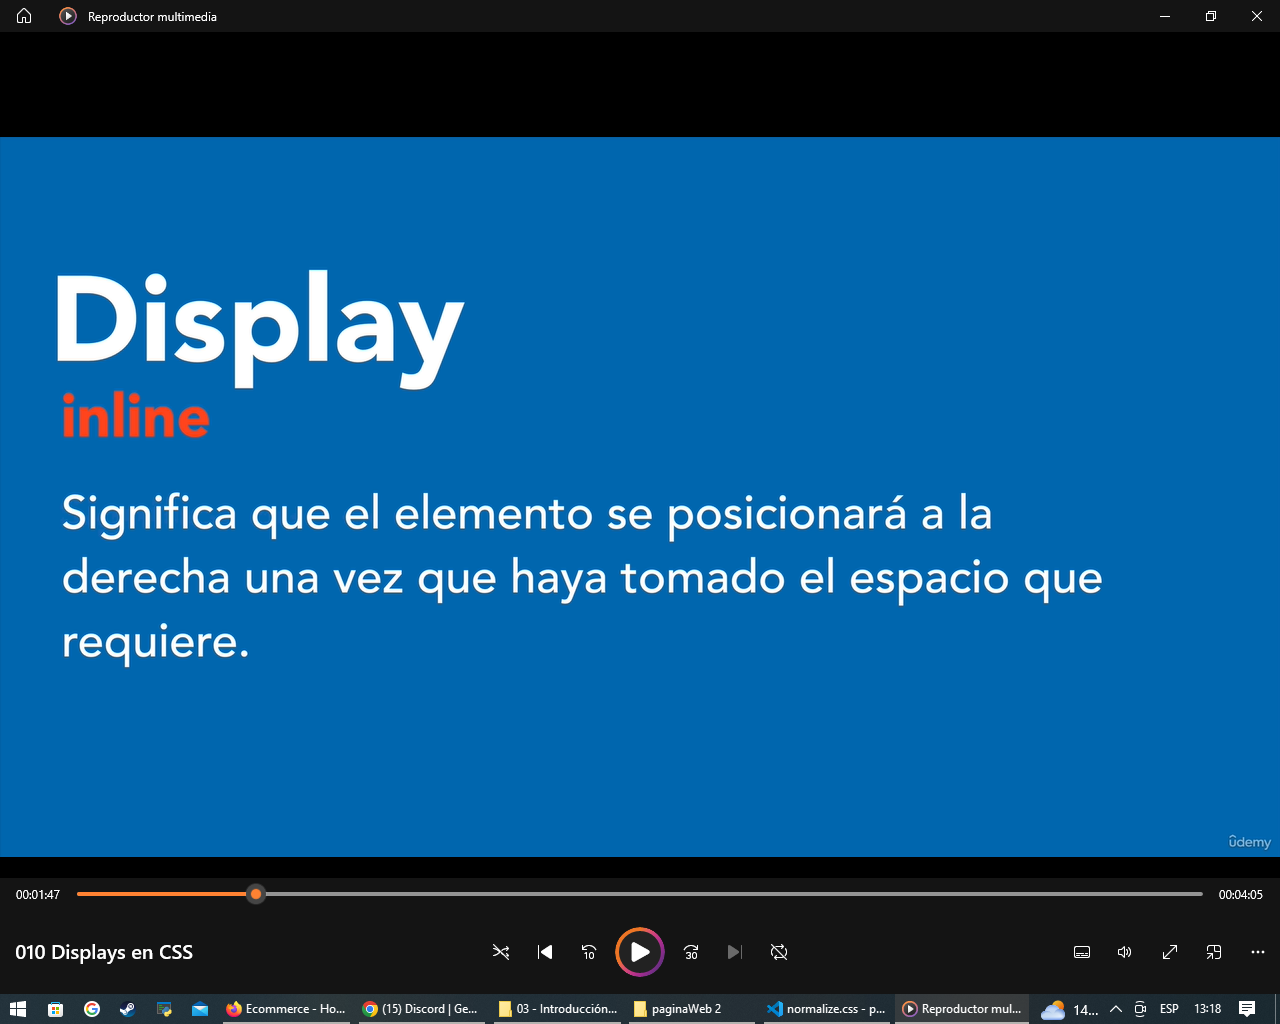 Reproductor multimedia
Display
inline
Significa que el elemento se posicionará a la
derecha una vez que haya tomado el espacio que
requiere.
ûdemy
00:01:47
00:04:05
010 Displays en CSS
10
30
Ecommerce - Ho...
(15) Discord | Ge...
03 - Introducción...
paginaWeb 2
normalize.css - p...
Reproductor mul...
14...
ESP
13:18